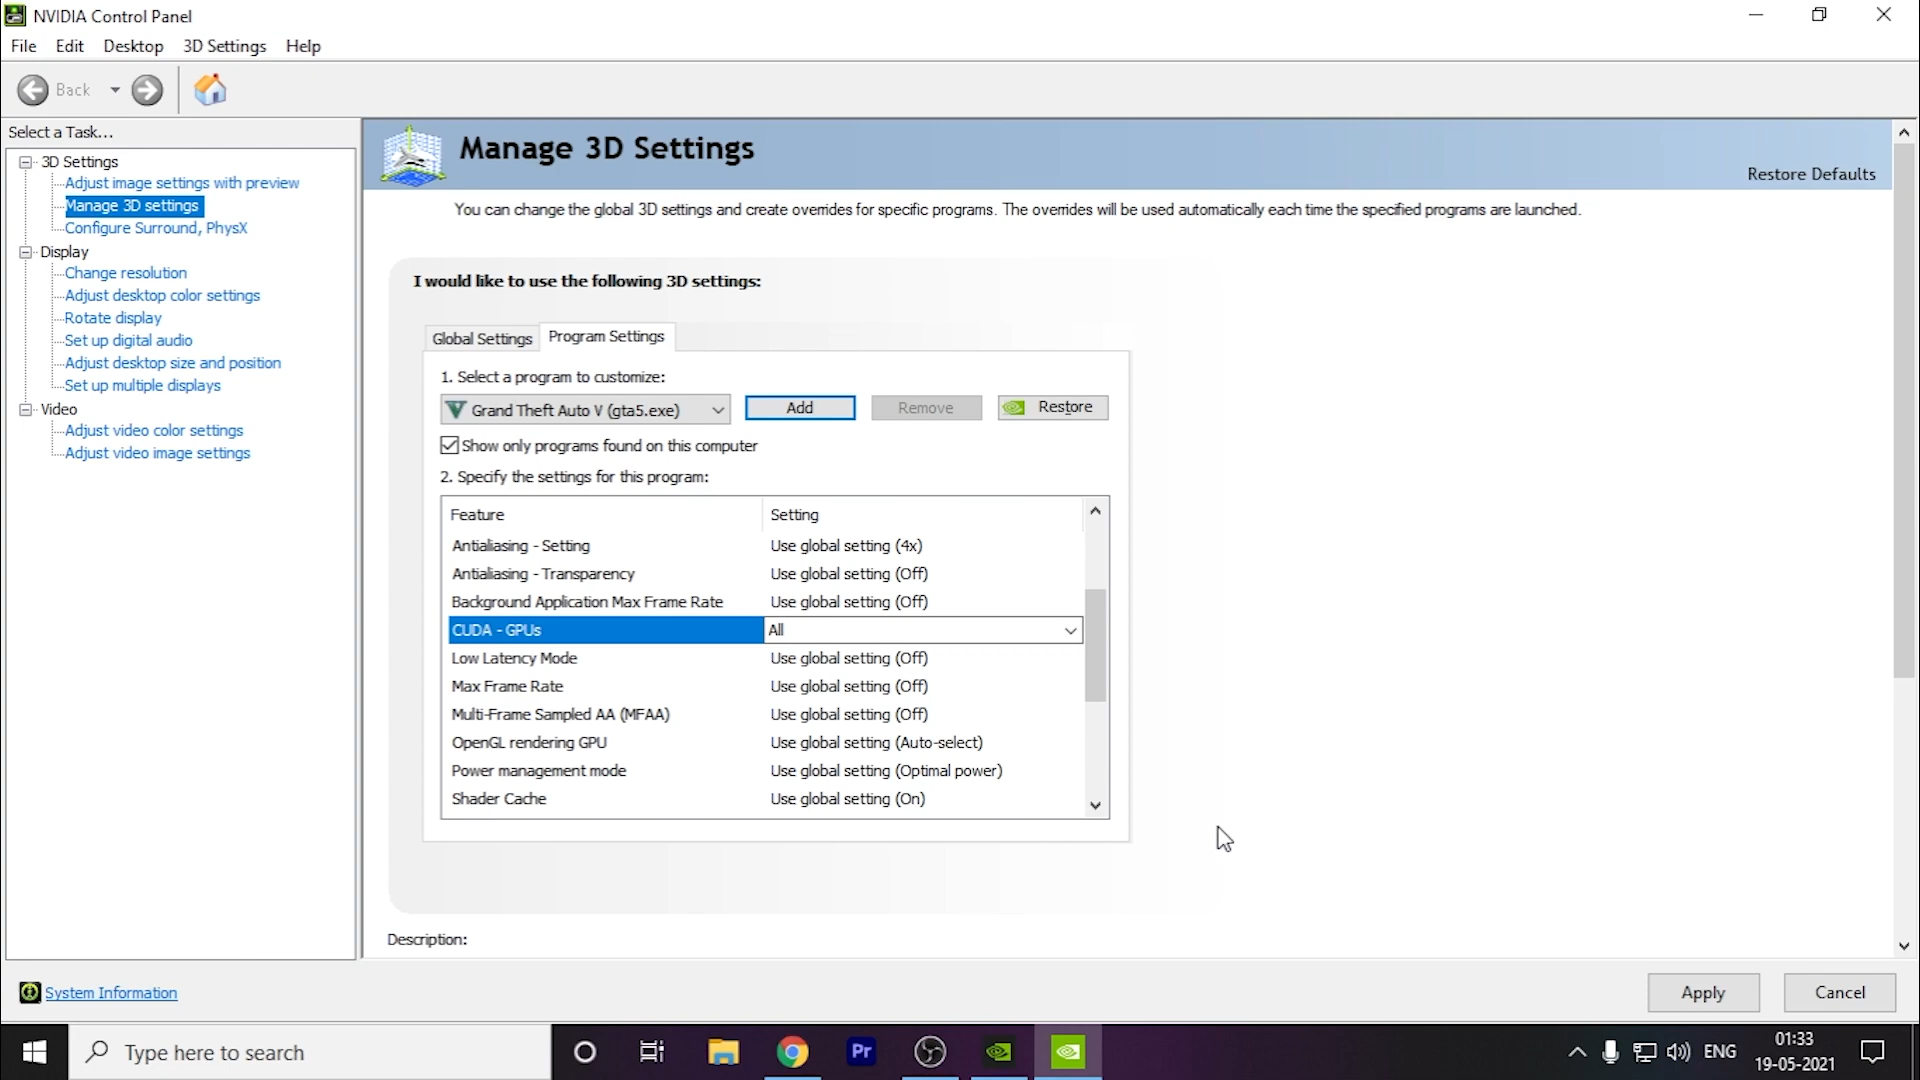 NVIDIA Control Panel
File Edit Desktop 3D Settings Help
Back
Select a Task...
3D Settings
Adjust image settings with preview
Manage 3D settings
Configure Surround, PhysX
Display
Change resolution
Adjust desktop color settings
Rotate display
Set up digital audio
Adjust desktop size and position
Set up multiple displays
Video
Adjust video color settings
Adjust video image settings
System Information
Manage 3D Settings
Restore Defaults
You can change the global 3D settings and create overrides for specific programs. The overrides will be used automatically each time the specified programs are launched.
I would like to use the following 3D settings:
Global Settings Program Settings
1. Select a program to customize:
Grand Theft Auto V (gta5.exe) Add Remove Restore
Show only programs found on this computer
2. Specify the settings for this program:
Feature Setting
Antialiasing - Setting Use global setting (4x)
Antialiasing - Transparency Use global setting (Off)
Background Application Max Frame Rate Use global setting (Off)
CUDA - GPUs All
Low Latency Mode Use global setting (Off)
Max Frame Rate Use global setting (Off)
Multi-Frame Sampled AA (MFAA) Use global setting (Off)
OpenGL rendering GPU Use global setting (Auto-select)
Power management mode Use global setting (Optimal power)
Shader Cache Use global setting (On)
Description:
Apply Cancel
Type here to search
Pr
ENG
01:33
19-05-2021